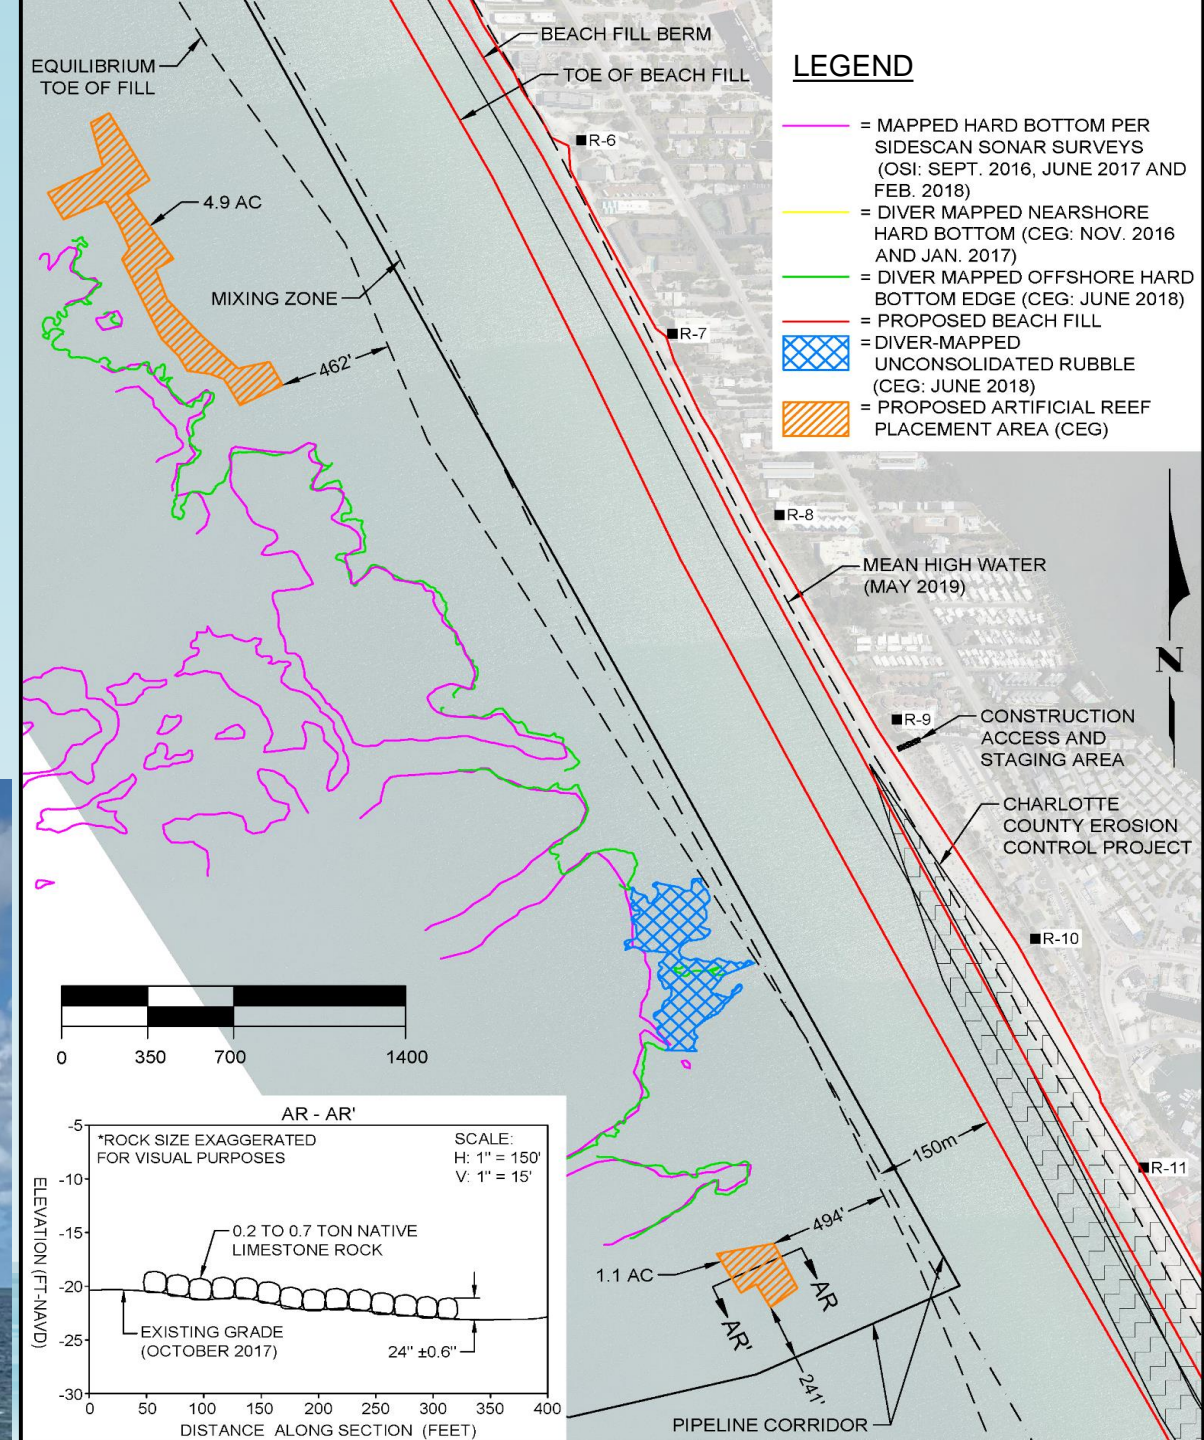 EQUILIBRIUM
TOE OF FILL
BEACH FILL BERM
TOE OF BEACH FILL
R-6
4.9 AC
MIXING ZONE
462'
R-7
LEGEND
= MAPPED HARD BOTTOM PER
SIDESCAN SONAR SURVEYS
(OSI: SEPT. 2016, JUNE 2017 AND
FEB. 2018)
= DIVER MAPPED NEARSHORE
HARD BOTTOM (CEG: NOV. 2016
AND JAN. 2017)
= DIVER MAPPED OFFSHORE HARD
BOTTOM EDGE (CEG: JUNE 2018)
= PROPOSED BEACH FILL
= DIVER-MAPPED
UNCONSOLIDATED RUBBLE
(CEG: JUNE 2018)
= PROPOSED ARTIFICIAL REEF
PLACEMENT AREA (CEG)
R-8
MEAN HIGH WATER
(MAY 2019)
N
R-9
CONSTRUCTION
ACCESS AND
STAGING AREA
CHARLOTTE
COUNTY EROSION
CONTROL PROJECT
R-10
0 350 700 1400
150m
R-11
494'
1.1 AC
AR
AR'
241'
PIPELINE CORRIDOR
AR - AR'
*ROCK SIZE EXAGGERATED
FOR VISUAL PURPOSES
SCALE:
H: 1" = 150'
V: 1" = 15'
0.2 TO 0.7 TON NATIVE
LIMESTONE ROCK
EXISTING GRADE
(OCTOBER 2017)
24" ±0.6"
ELEVATION (FT-NAVD)
-5
-10
-15
-20
-25
-30
0 50 100 150 200 250 300 350 400
DISTANCE ALONG SECTION (FEET)